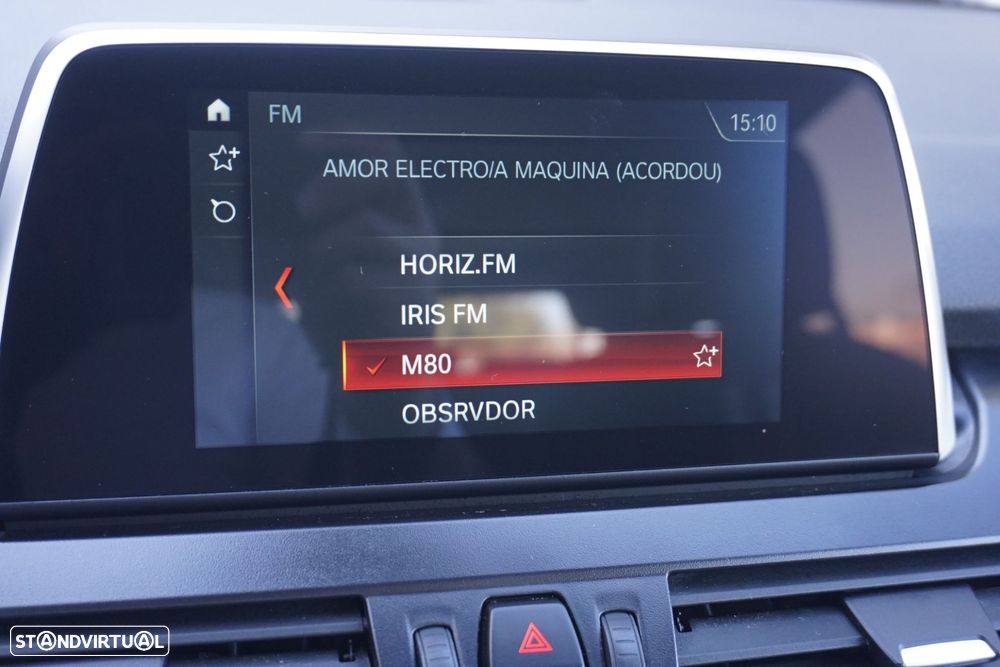 FM
15:10
AMOR ELECTRO/A MAQUINA (ACORDOU)
HORIZ.FM
IRIS FM
M80
OBSRVDOR
STANDVIRTUAL